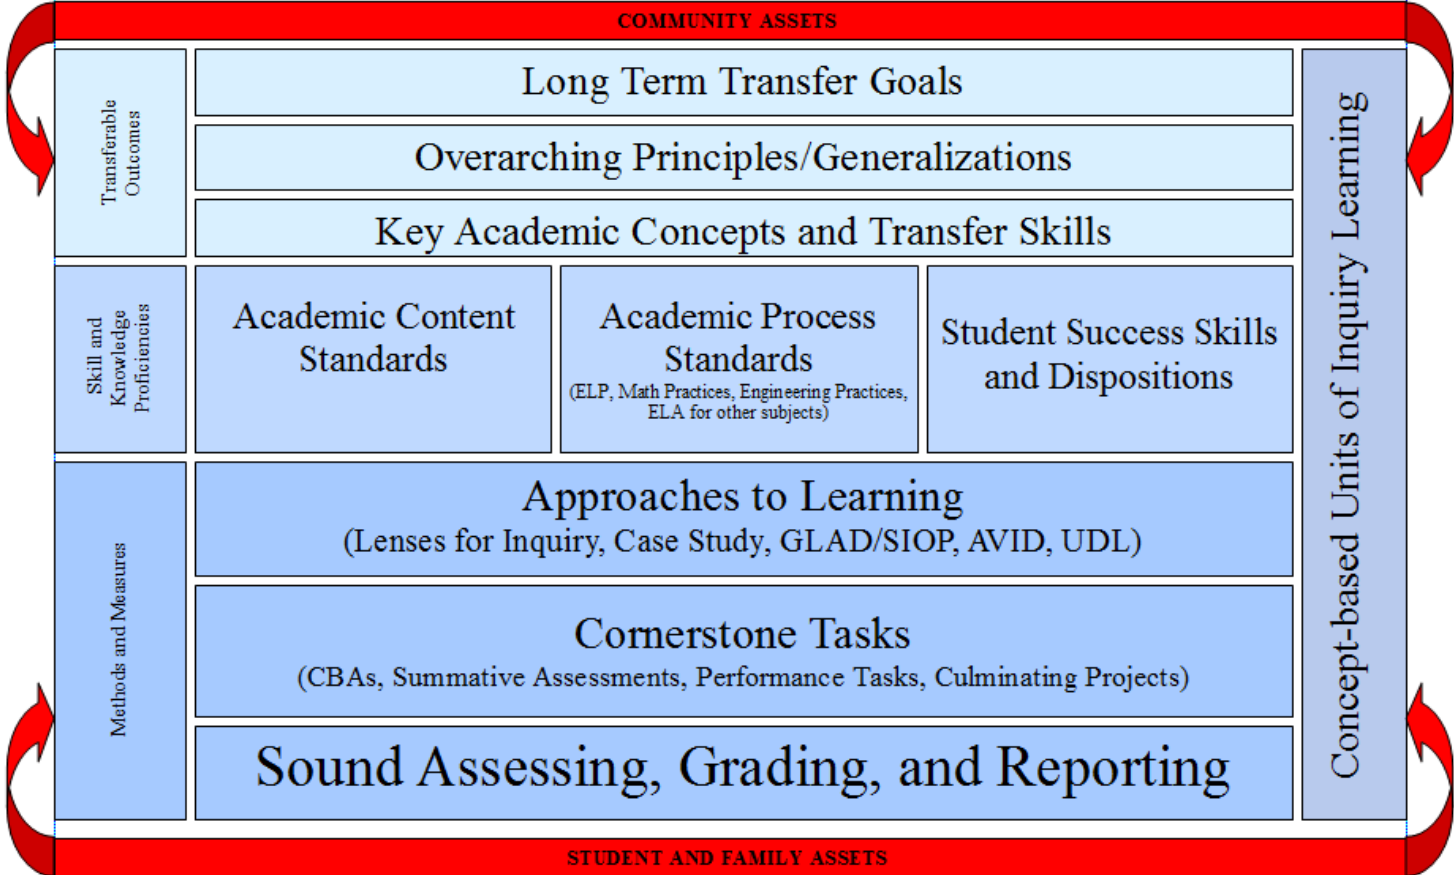 COMMUNITY ASSETS
Transferable
Outcomes
Long Term Transfer Goals
Overarching Principles/Generalizations
Key Academic Concepts and Transfer Skills
Skill and
Knowledge
Proficiencies
Academic Content
Standards
Academic Process
Standards
(ELP, Math Practices, Engineering Practices,
ELA for other subjects)
Student Success Skills
and Dispositions
Methods and Measures
Approaches to Learning
(Lenses for Inquiry, Case Study, GLAD/SIOP, AVID, UDL)
Cornerstone Tasks
(CBAs, Summative Assessments, Performance Tasks, Culminating Projects)
Sound Assessing, Grading, and Reporting
Concept-based Units of Inquiry Learning
STUDENT AND FAMILY ASSETS